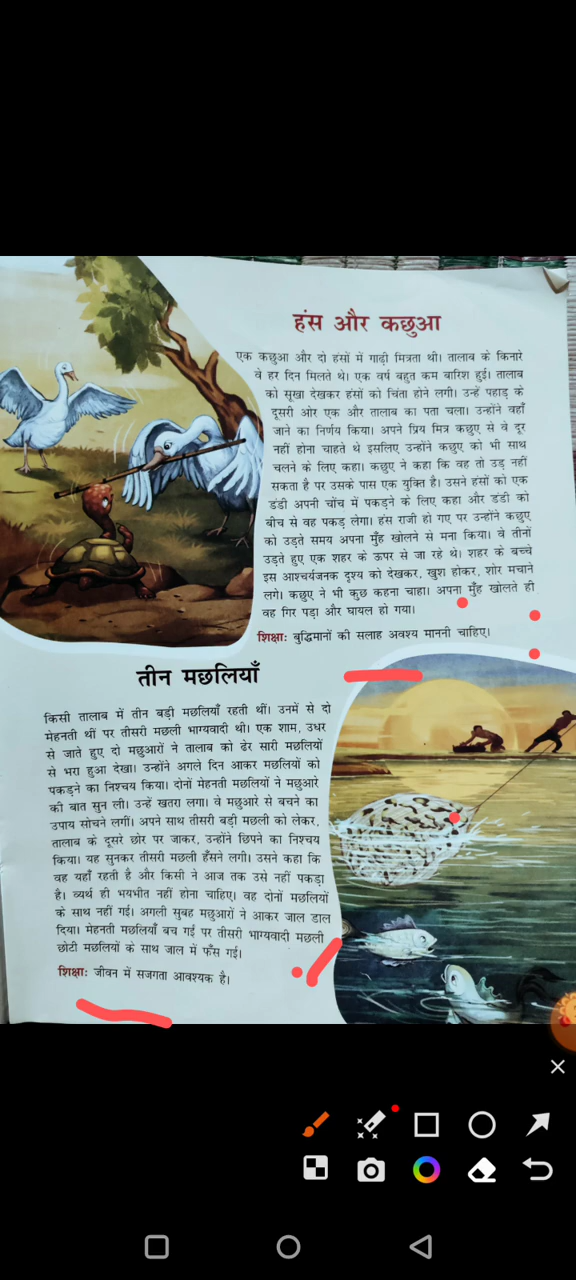 हंस और कछुआ
एक कछुआ और दो हंसों में गाढ़ी मित्रता थी। तालाब के किनारे
वे हर दिन मिलते थे। एक वर्ष बहुत कम बारिश हुई। तालाब
को सूखा देखकर हंसों को चिंता होने लगी। उन्हें पहाड़ के
दूसरी ओर एक और तालाब का पता चला। उन्होंने वहाँ
जाने का निर्णय किया। अपने प्रिय मित्र कछुए से वे दूर
नहीं होना चाहते थे इसलिए उन्होंने कछुए को भी साथ
चलने के लिए कहा। कछुए ने कहा कि वह तो उड़ नहीं
सकता है पर उसके पास एक युक्ति है। उसने हंसों को एक
डंडी अपनी चोंच में पकड़ने के लिए कहा और डंडी को
बीच से वह पकड़ लेगा। हंस राजी हो गए पर उन्होंने कछुए
को उड़ते समय अपना मुँह खोलने से मना किया। वे तीनों
उड़ते हुए एक शहर के ऊपर से जा रहे थे। शहर के बच्चे
इस आश्चर्यजनक दृश्य को देखकर, खुश होकर, शोर मचाने
लगे। कछुए ने भी कुछ कहना चाहा। अपना मुँह खोलते ही
वह गिर पड़ा और घायल हो गया।
शिक्षा: बुद्धिमानों की सलाह अवश्य माननी चाहिए।
तीन मछलियाँ
किसी तालाब में तीन बड़ी मछलियाँ रहती थीं। उनमें से दो
मेहनती थीं पर तीसरी मछली भाग्यवादी थी। एक शाम, उधर
से जाते हुए दो मछुआरों ने तालाब को ढेर सारी मछलियों
से भरा हुआ देखा। उन्होंने अगले दिन आकर मछलियों को
पकड़ने का निश्चय किया। दोनों मेहनती मछलियों ने मछुआरे
की बात सुन ली। उन्हें खतरा लगा। वे मछुआरे से बचने का
उपाय सोचने लगीं। अपने साथ तीसरी बड़ी मछली को लेकर,
तालाब के दूसरे छोर पर जाकर, उन्होंने छिपने का निश्चय
किया। यह सुनकर तीसरी मछली हँसने लगी। उसने कहा कि
वह यहाँ रहती है और किसी ने आज तक उसे नहीं पकड़ा
है। व्यर्थ ही भयभीत नहीं होना चाहिए। वह दोनों मछलियों
के साथ नहीं गई। अगली सुबह मछुआरों ने आकर जाल डाल
दिया। मेहनती मछलियाँ बच गईं पर तीसरी भाग्यवादी मछली
छोटी मछलियों के साथ जाल में फँस गई।
शिक्षा: जीवन में सजगता आवश्यक है।